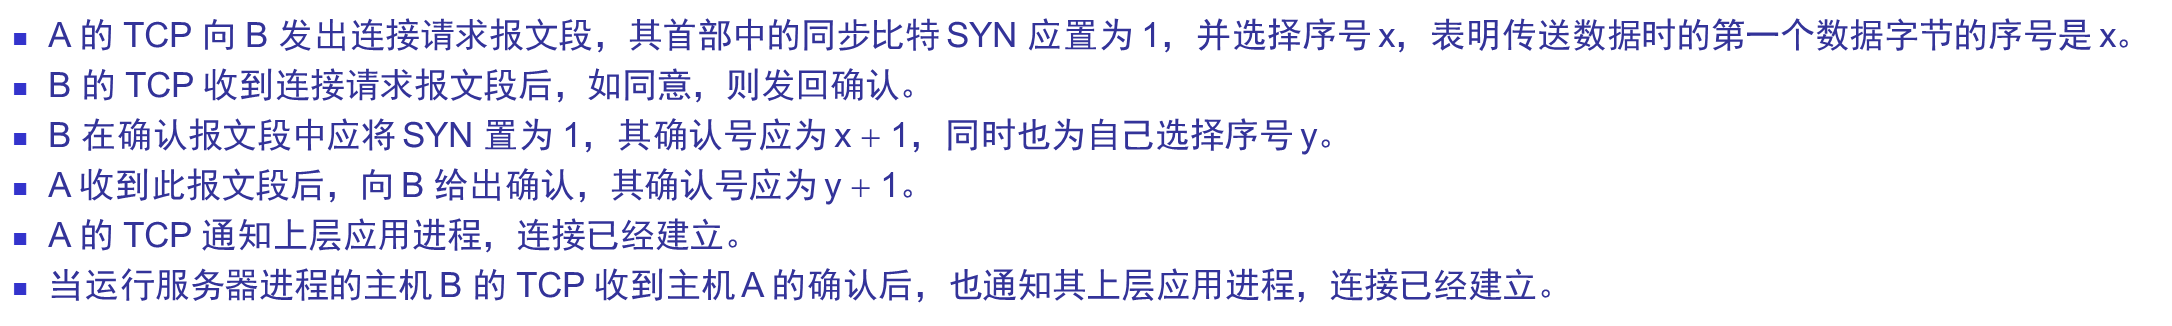 ▪ A 的 TCP 向 B 发出连接请求报文段，其首部中的同步比特 SYN 应置为 1，并选择序号 x，表明传送数据时的第一个数据字节的序号是 x。
▪ B 的 TCP 收到连接请求报文段后，如同意，则发回确认。
▪ B 在确认报文段中应将 SYN 置为 1，其确认号应为 x + 1，同时也为自己选择序号 y。
▪ A 收到此报文段后，向 B 给出确认，其确认号应为 y + 1。
▪ A 的 TCP 通知上层应用进程，连接已经建立。
▪ 当运行服务器进程的主机 B 的 TCP 收到主机 A 的确认后，也通知其上层应用进程，连接已经建立。